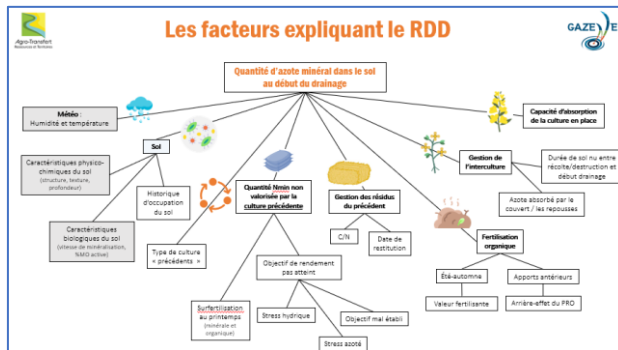 Agro-Transfert
Ressources et Territoires
Les facteurs expliquant le RDD
Quantité d'azote minéral dans le sol
au début du drainage
Météo :
Humidité et température
Sol
Caractéristiques physico-
chimiques du sol
(structure, texture,
profondeur)
Historique
d'occupation du
sol
Caractéristiques
biologiques du sol
(vitesse de minéralisation,
NMO active)
Type de culture
« précédents »
Quantité Nmin non
valorisée par la
culture précédente
Surfertilisation
au printemps
(minérale et
organique)
Objectif de rendement
pas atteint
Stress hydrique
Stress azoté
Objectif mal établi
Gestion des résidus
du précédent
C/N
Date de
restitution
Capacité d'absorption
de la culture en place
Gestion de
l'interculture
Durée de sol nu entre
récolte/destruction et
début drainage
Azote absorbé par le
couvert / les repousses
Fertilisation
organique
Été-automne
Valeur fertilisante
Apports antérieurs
Arrière-effet du PRO